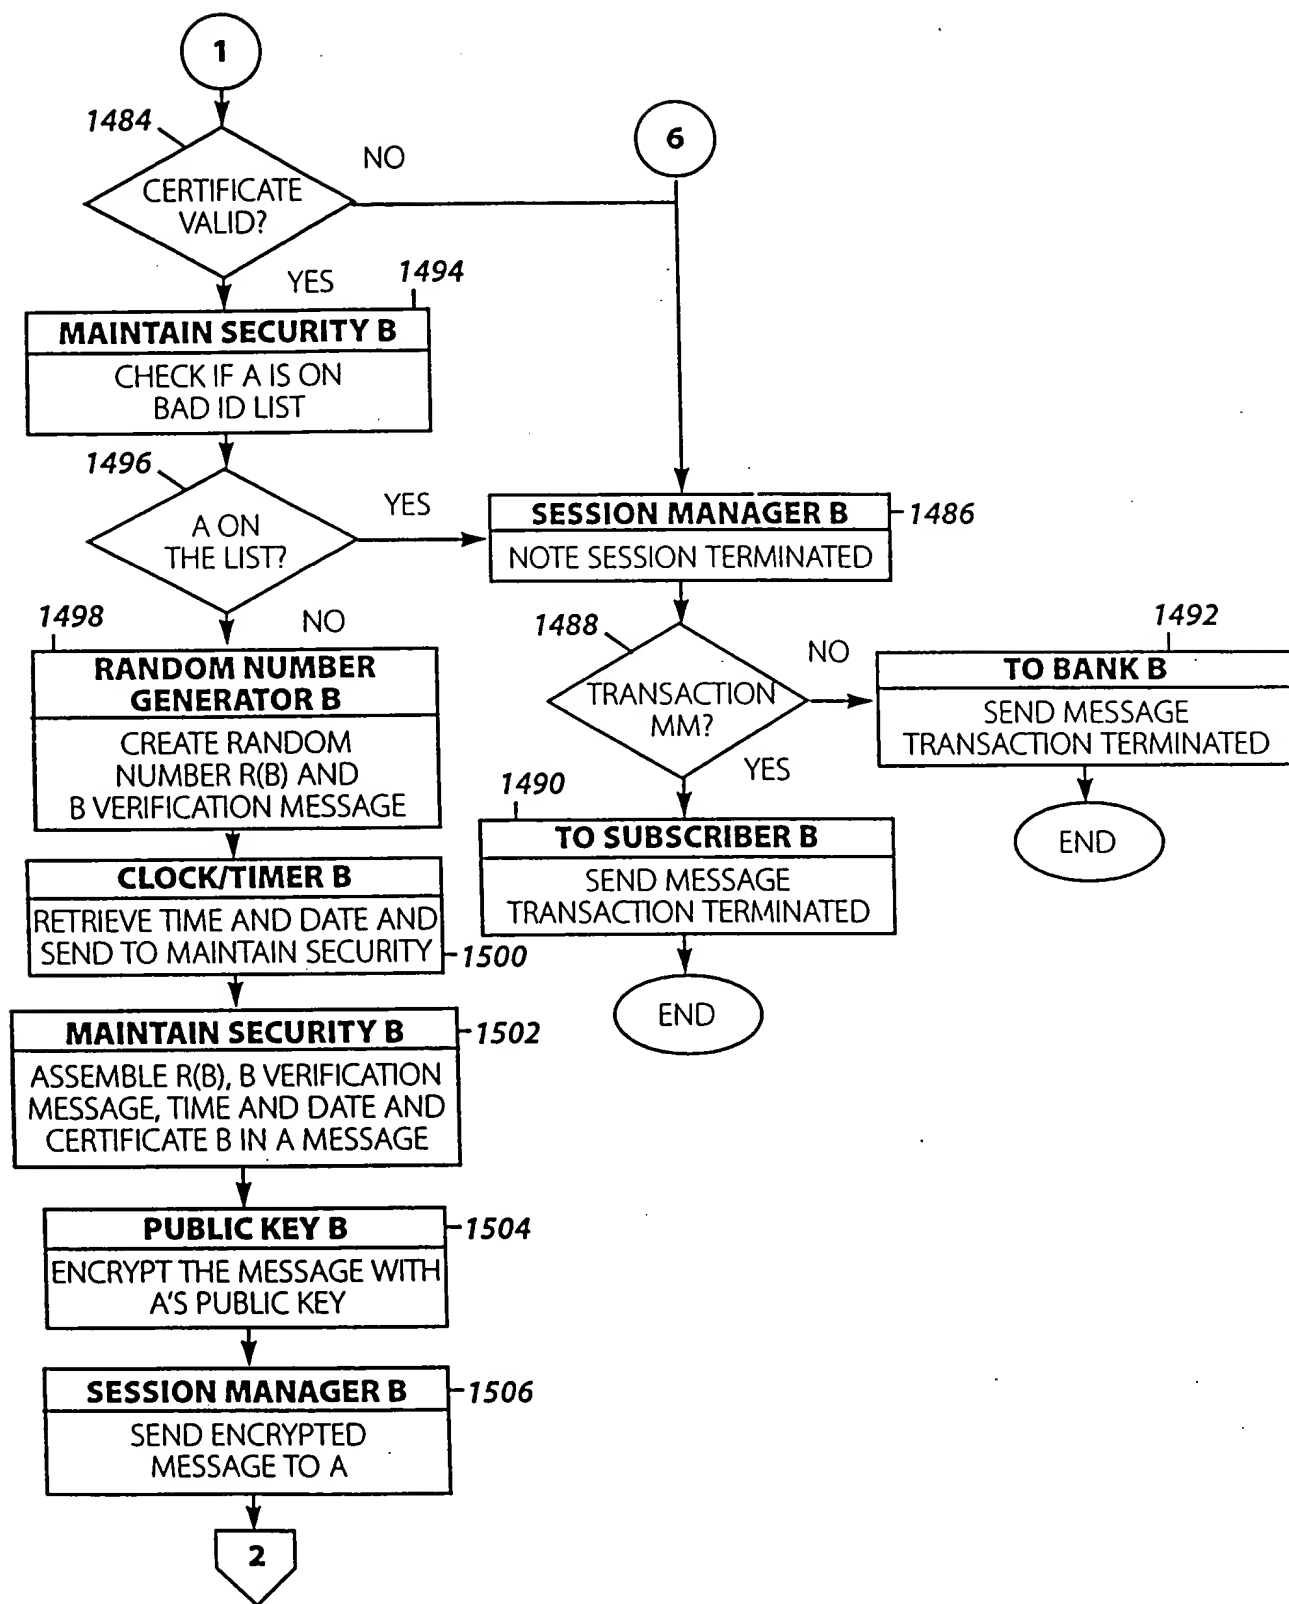 1
1484
CERTIFICATE
VALID?
NO
6
YES
1494
MAINTAIN SECURITY B
CHECK IF A IS ON
BAD ID LIST
1496
A ON
THE LIST?
YES
SESSION MANAGER B
1486
NOTE SESSION TERMINATED
NO
1498
RANDOM NUMBER
GENERATOR B
CREATE RANDOM
NUMBER R(B) AND
B VERIFICATION MESSAGE
1488
TRANSACTION
MM?
NO
1492
TO BANK B
SEND MESSAGE
TRANSACTION TERMINATED
END
YES
1490
TO SUBSCRIBER B
SEND MESSAGE
TRANSACTION TERMINATED
END
CLOCK/TIMER B
RETRIEVE TIME AND DATE AND
SEND TO MAINTAIN SECURITY
1500
MAINTAIN SECURITY B
1502
ASSEMBLE R(B), B VERIFICATION
MESSAGE, TIME AND DATE AND
CERTIFICATE B IN A MESSAGE
PUBLIC KEY B
1504
ENCRYPT THE MESSAGE WITH
A'S PUBLIC KEY
SESSION MANAGER B
1506
SEND ENCRYPTED
MESSAGE TO A
2